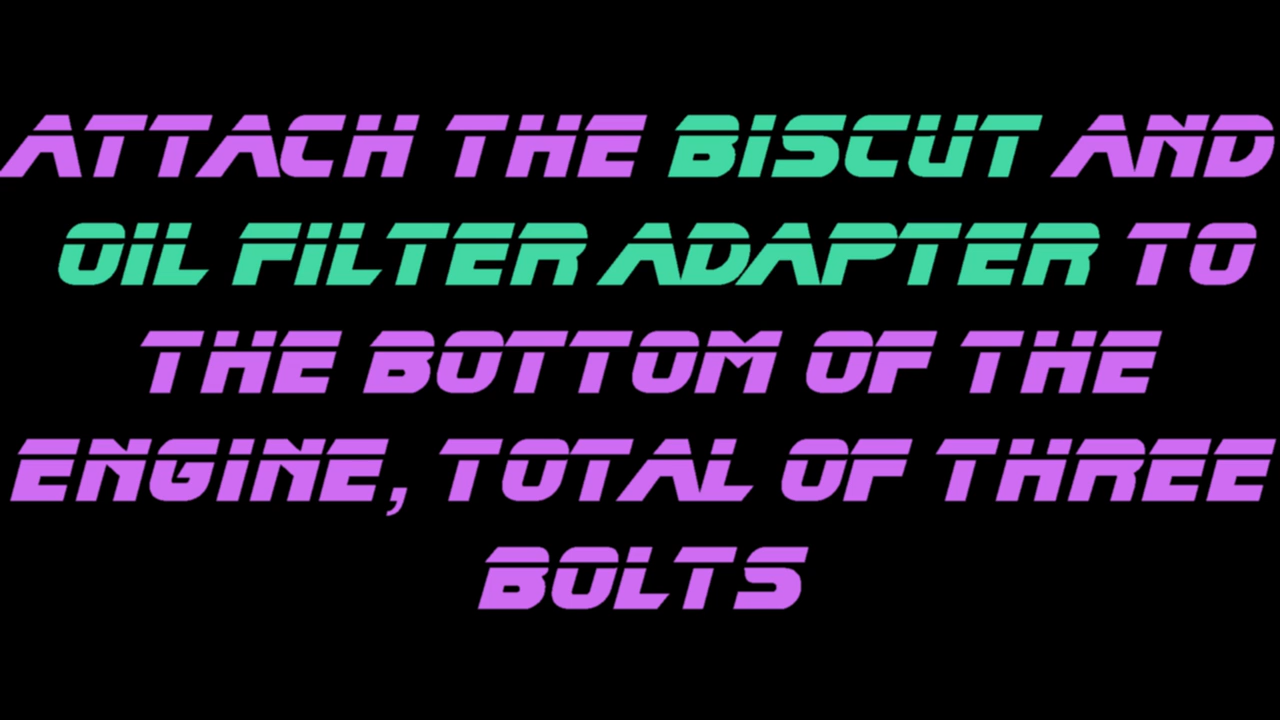 ATTACH THE BISCUT AND
OIL FILTER ADAPTER TO
THE BOTTOM OF THE
ENGINE, TOTAL OF THREE
BOLTS